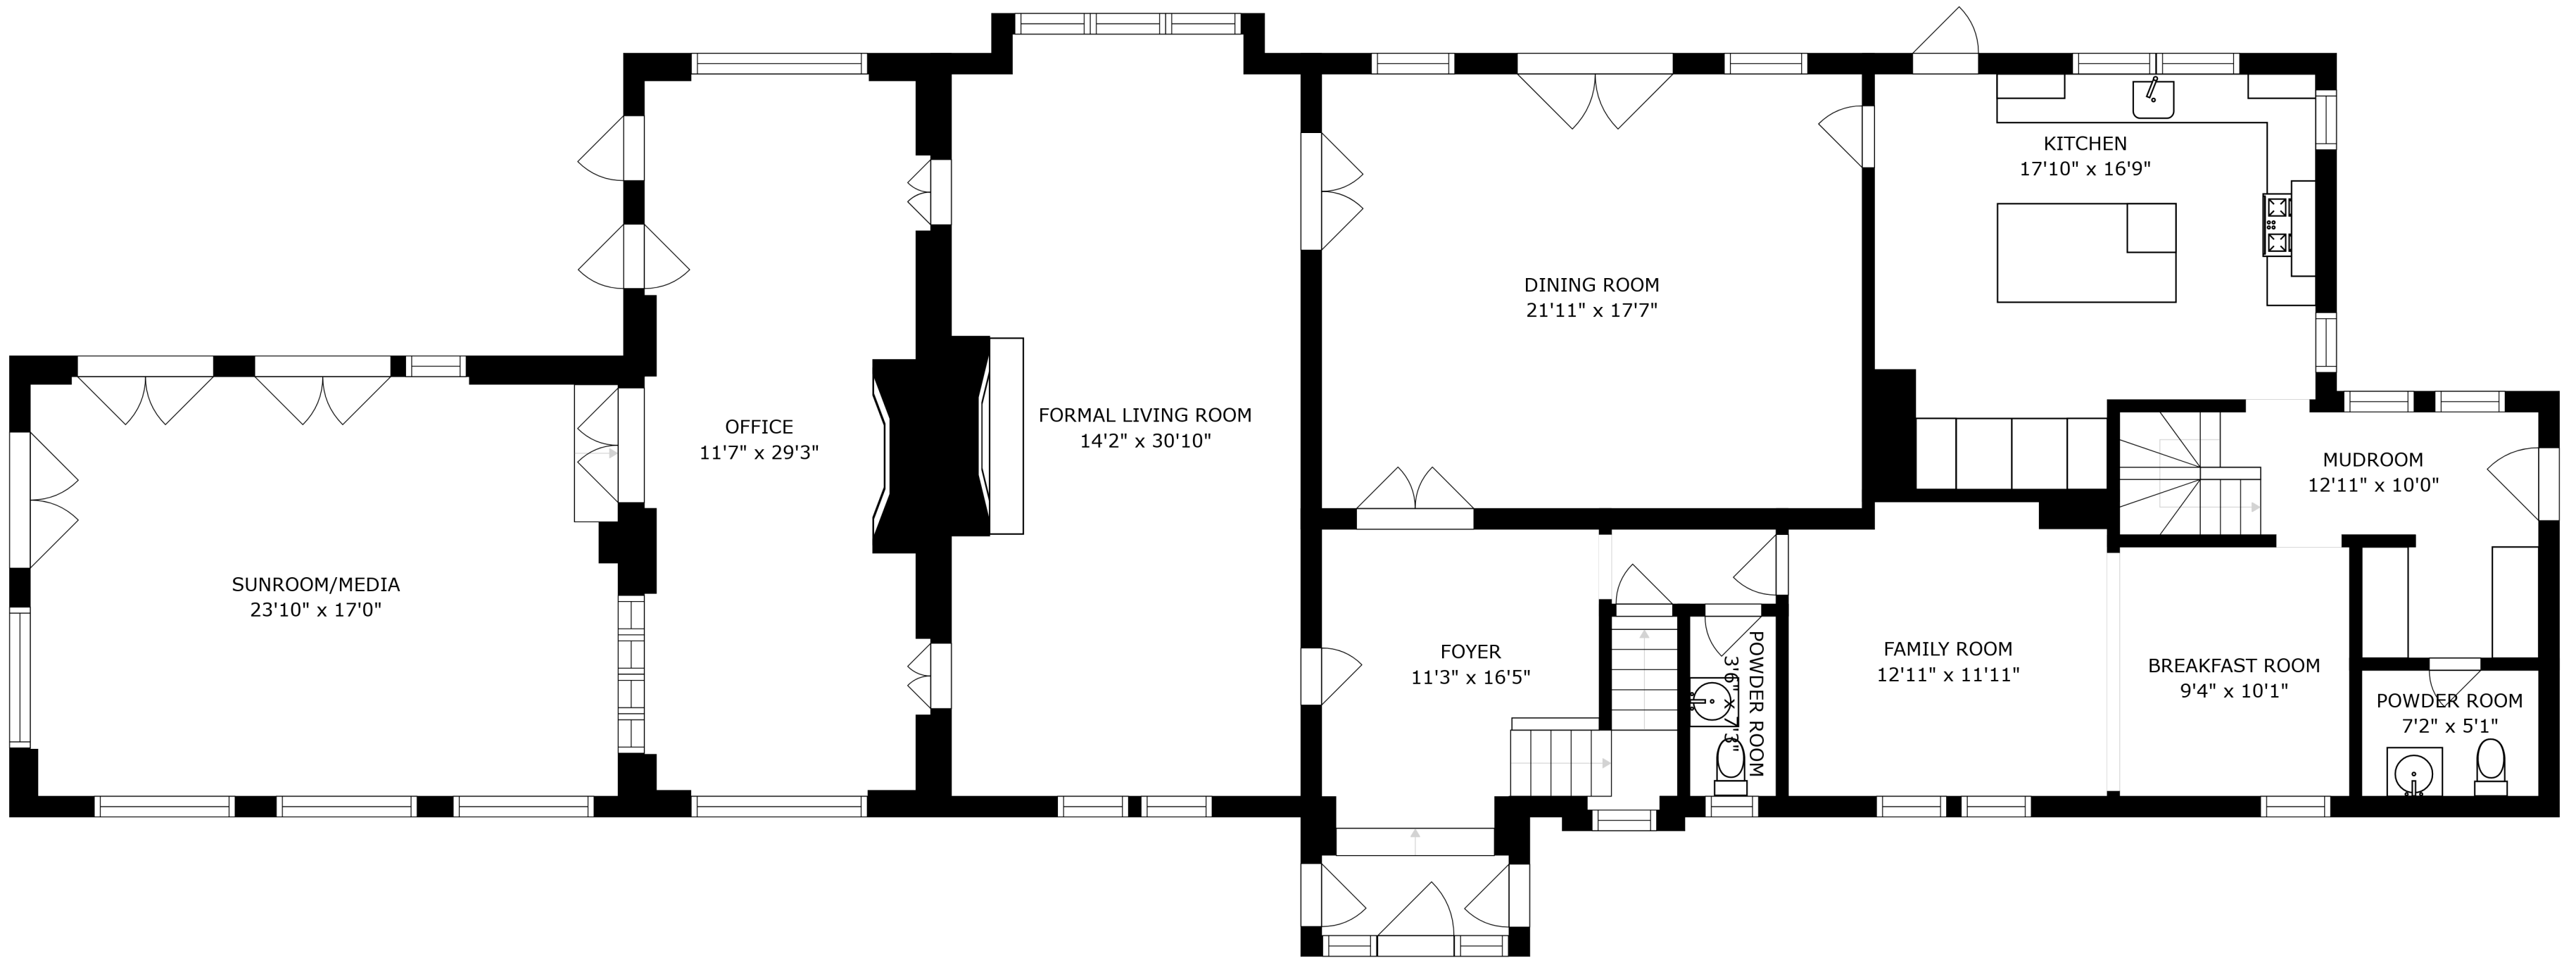 KITCHEN
17'10" x 16'9"
DINING ROOM
21'11" x 17'7"
FORMAL LIVING ROOM
14'2" x 30'10"
OFFICE
11'7" x 29'3"
MUDROOM
12'11" x 10'0"
SUNROOM/MEDIA
23'10" x 17'0"
FOYER
11'3" x 16'5"
POWDER ROOM
3'6" x 7'3"
FAMILY ROOM
12'11" x 11'11"
BREAKFAST ROOM
9'4" x 10'1"
POWDER ROOM
7'2" x 5'1"